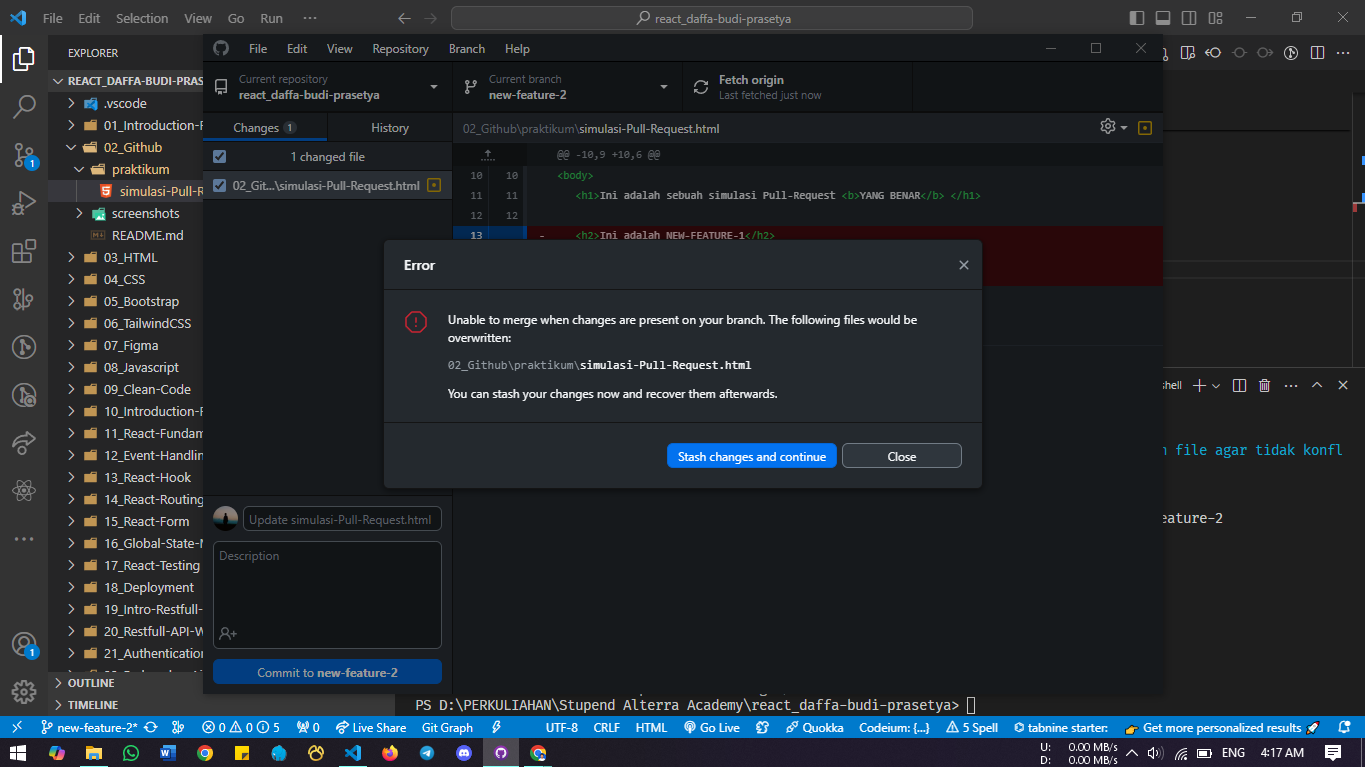 File Edit Selection View Go Run ··· react_daffa-budi-prasetya
EXPLORER
REACT_DAFFA-BUDI-PRAS
.vscode
01_Introduction-
02_Github
praktikum
simulasi-Pull-R
screenshots
README.md
03_HTML
04_CSS
05_Bootstrap
06_TailwindCSS
07_Figma
08_Javascript
09_Clean-Code
10_Introduction-
11_React-Fundam
12_Event-Handlin
13_React-Hook
14_React-Routing
15_React-Form
16_Global-State-
17_React-Testing
18_Deployment
19_Intro-Restfull-
20_Restfull-API-W
21_Authentication
OUTLINE
TIMELINE
1
1
File Edit View Repository Branch Help
Current repository
react_daffa-budi-prasetya
Current branch
new-feature-2
Fetch origin
Last fetched just now
Changes 1 History
1 changed file
02_Git...\simulasi-Pull-Request.html
02_Github\praktikum\simulasi-Pull-Request.html
@@ -10,9 +10,6 @@
10 10 <body>
11 11 <h1>Ini adalah sebuah simulasi Pull-Request <b>YANG BENAR</b> </h1>
12 12
13 - <h2>Ini adalah NEW-FEATURE-1</h2>
Error
Unable to merge when changes are present on your branch. The following files would be
overwritten:
02_Github\praktikum\simulasi-Pull-Request.html
You can stash your changes now and recover them afterwards.
Stash changes and continue Close
Update simulasi-Pull-Request.html
Description
Commit to new-feature-2
shell
file agar tidak konfl
eature-2
PS D:\PERKULIAHAN\Stupend Alterra Academy\react_daffa-budi-prasetya>
new-feature-2* 0 0 5 0 Live Share Git Graph UTF-8 CRLF HTML Go Live Quokka Codeium: {...} 5 Spell tabnine starter: Get more personalized results
U: 0.00 MB/s
D: 0.00 MB/s
ENG 4:17 AM